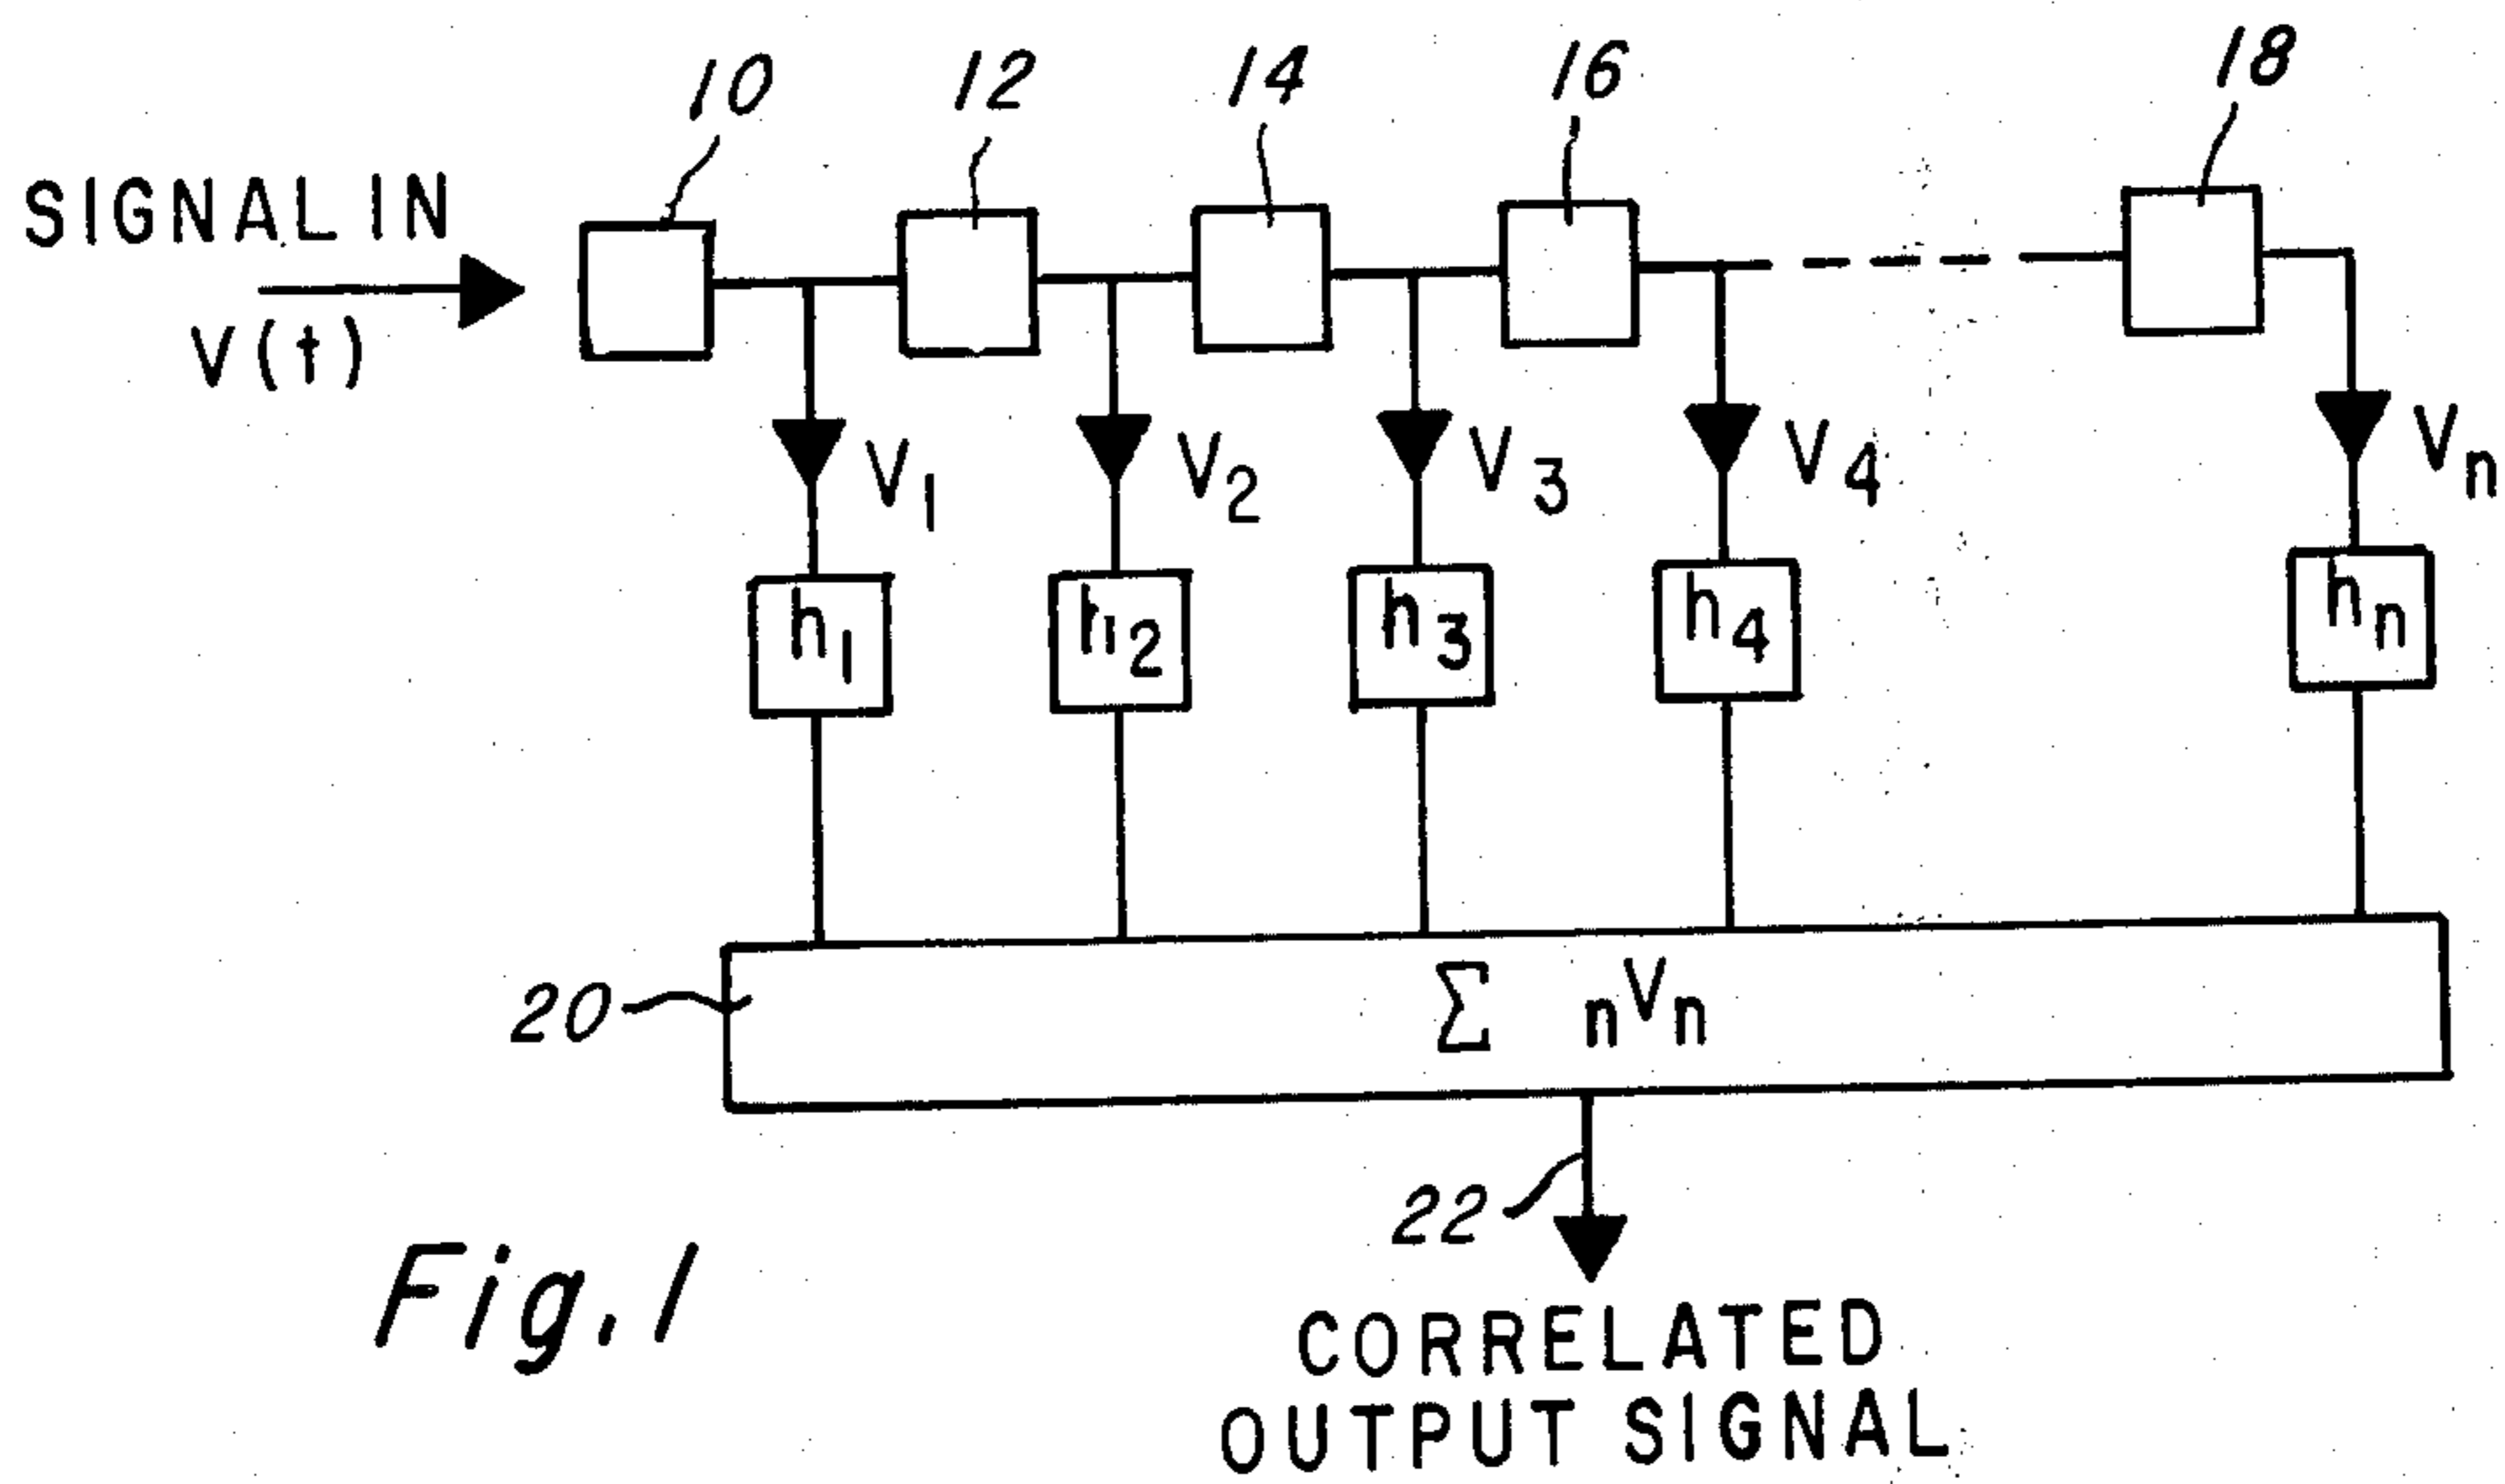 10 12 14 16 18
SIGNAL IN
V(t)
V1 V2 V3 V4 Vn
h1 h2 h3 h4 hn
20
Σ nVn
22
Fig. 1
CORRELATED
OUTPUT SIGNAL